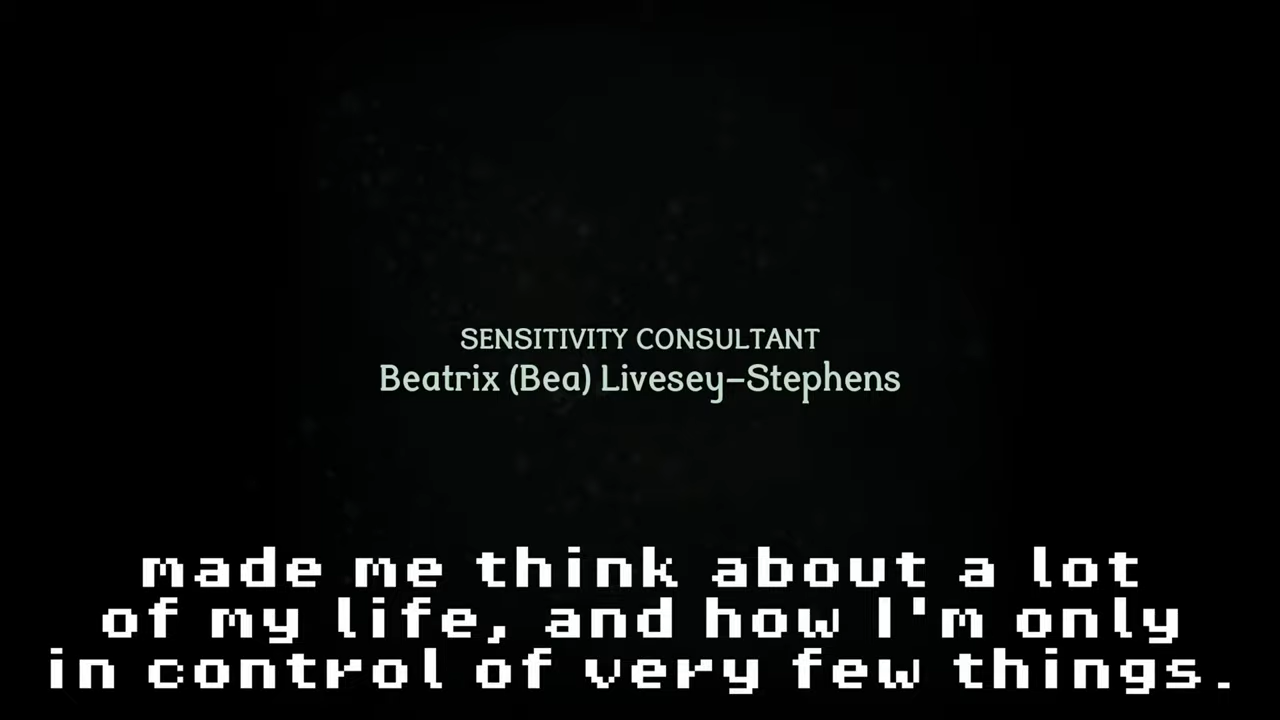 SENSITIVITY CONSULTANT
Beatrix (Bea) Livesey-Stephens
made me think about a lot
of my life, and how I'm only
in control of very few things.